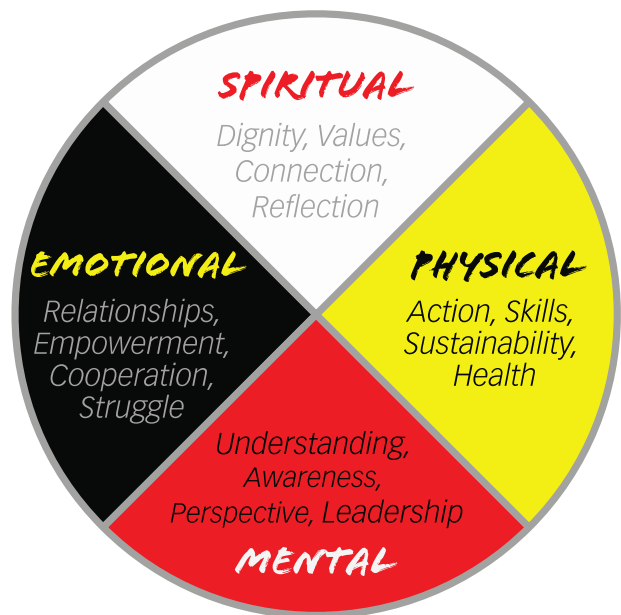 SPIRITUAL
Dignity, Values,
Connection,
Reflection
EMOTIONAL
Relationships,
Empowerment,
Cooperation,
Struggle
PHYSICAL
Action, Skills,
Sustainability,
Health
Understanding,
Awareness,
Perspective, Leadership
MENTAL